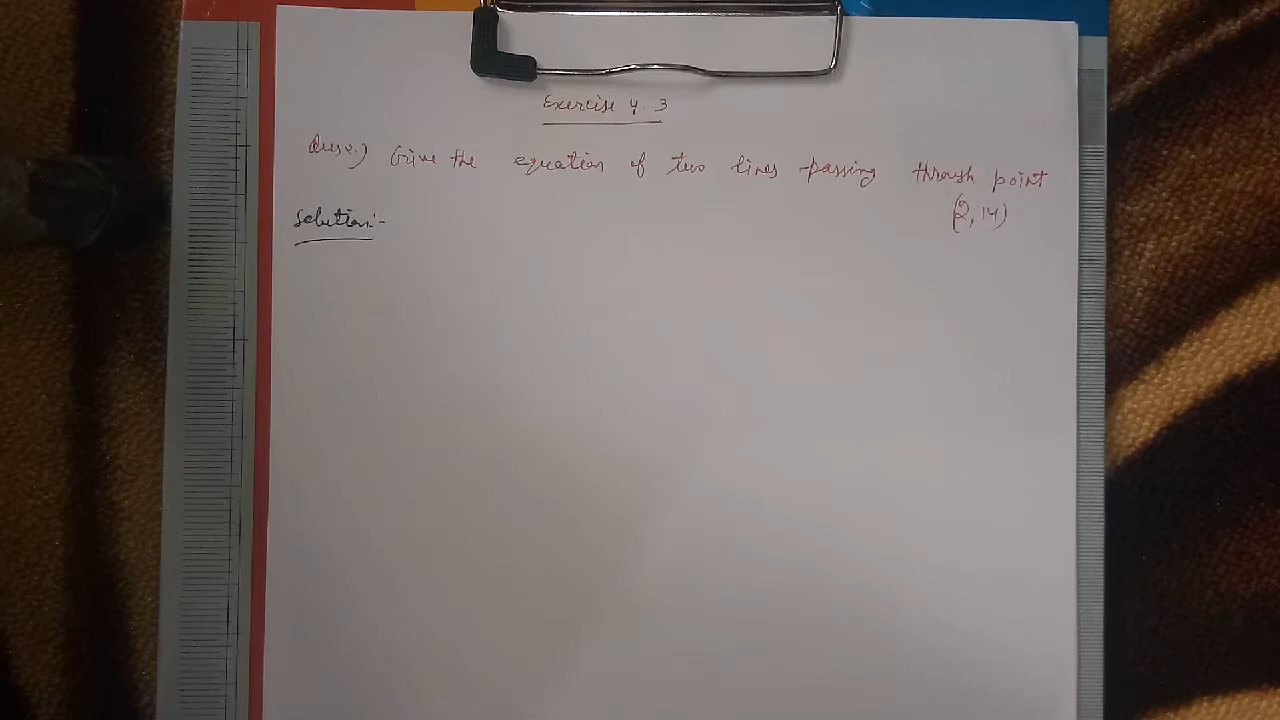 Exercise 4.3
Ques.) Give the equation of two lines passing through point
(2, 14)
Solution:-